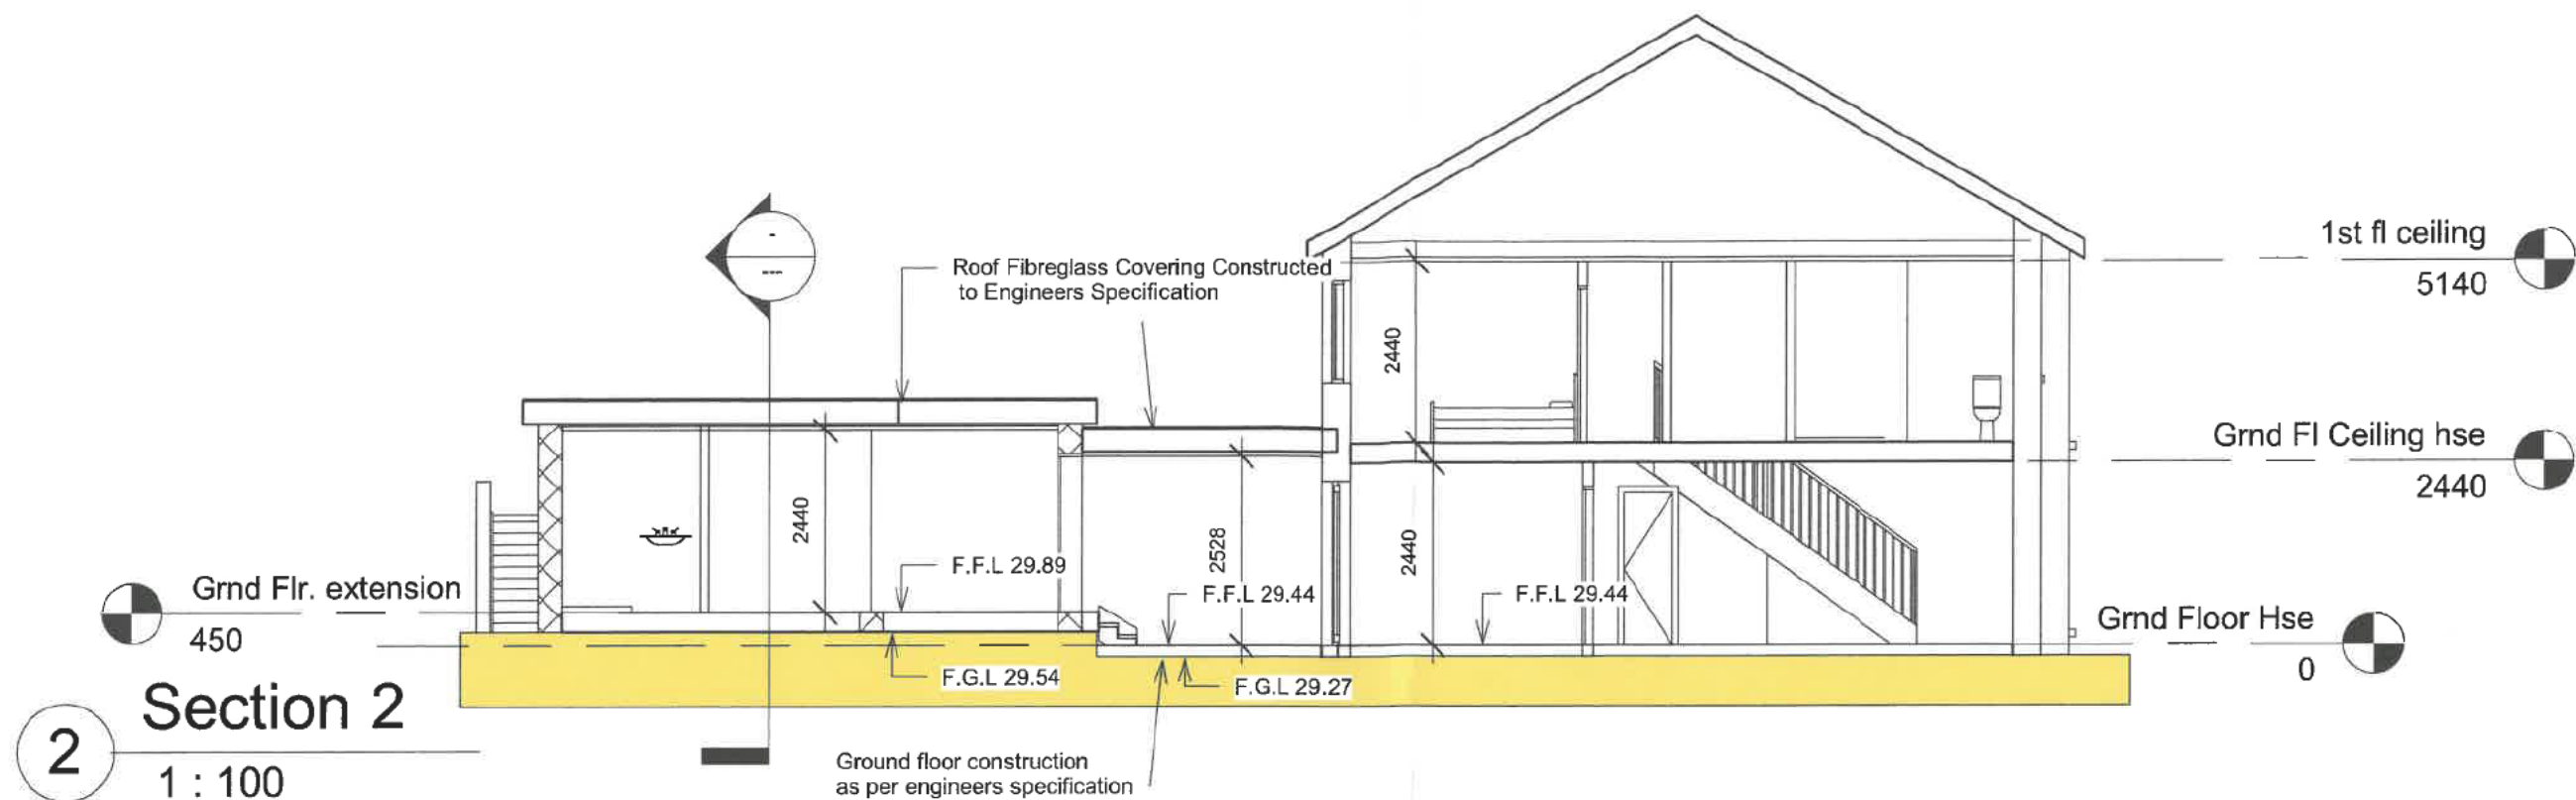 1st fl ceiling
5140
Roof Fibreglass Covering Constructed
to Engineers Specification
2440
Grnd Fl Ceiling hse
2440
2440
2528
2440
F.F.L 29.89
F.F.L 29.44
F.F.L 29.44
Grnd Flr. extension
450
Grnd Floor Hse
0
F.G.L 29.54
F.G.L 29.27
2
Section 2
1 : 100
Ground floor construction
as per engineers specification